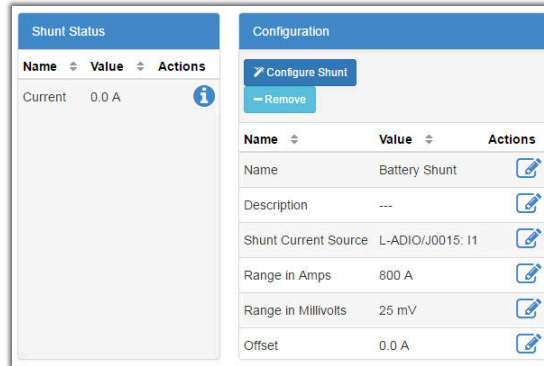 Shunt Status
Name Value Actions
Current 0.0 A
Configuration
Configure Shunt
Remove
Name Value Actions
Name Battery Shunt
Description ---
Shunt Current Source L-ADIO/J0015: I1
Range in Amps 800 A
Range in Millivolts 25 mV
Offset 0.0 A